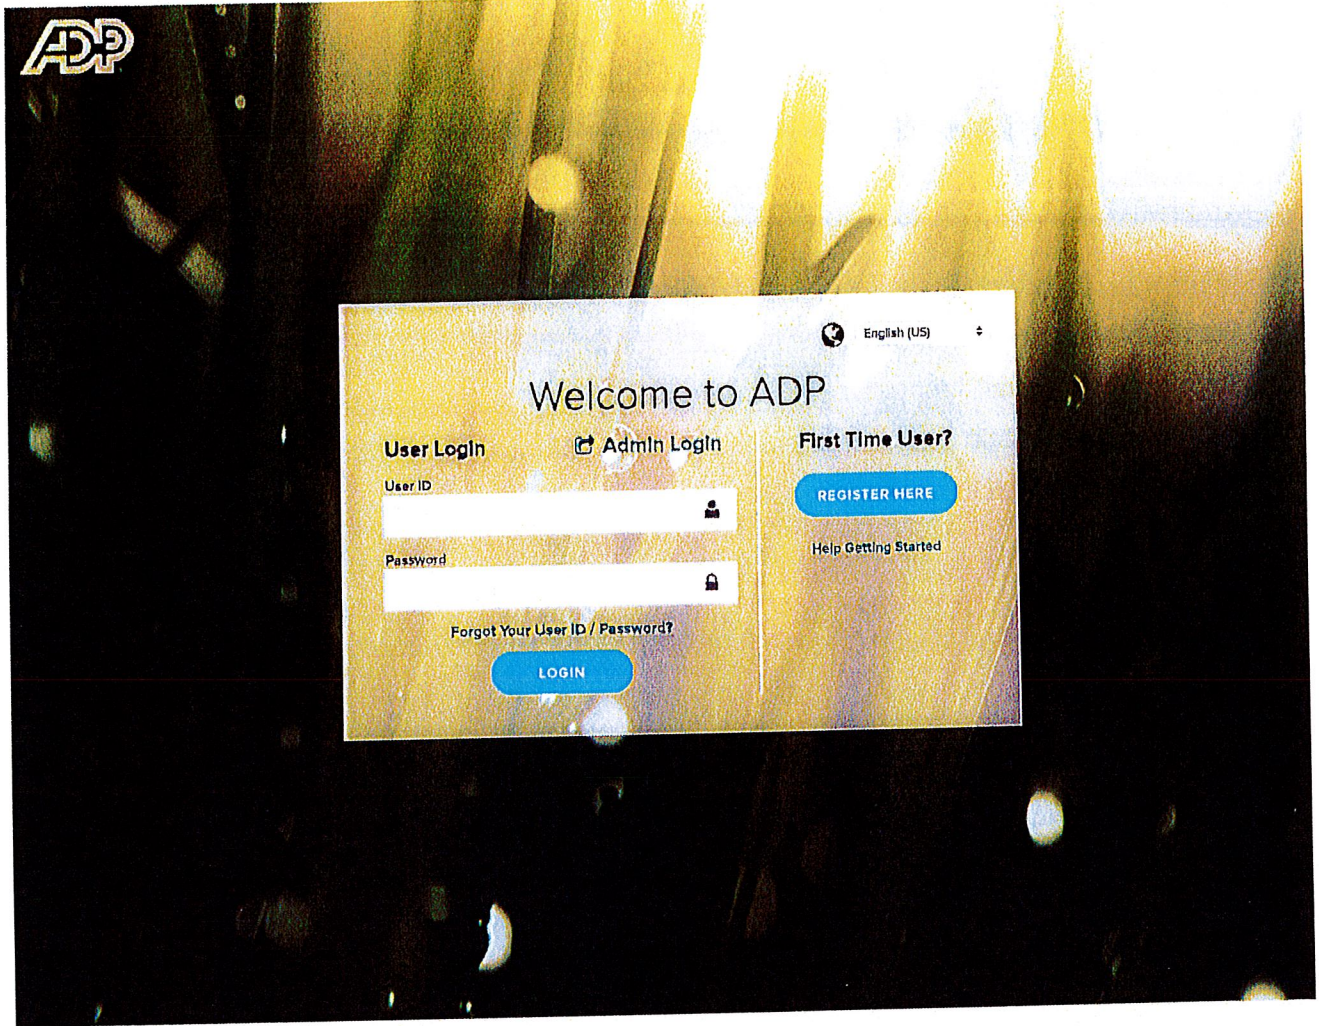 ADP
English (US)
Welcome to ADP
User Login
Admin Login
First Time User?
User ID
REGISTER HERE
Help Getting Started
Password
Forgot Your User ID / Password?
LOGIN